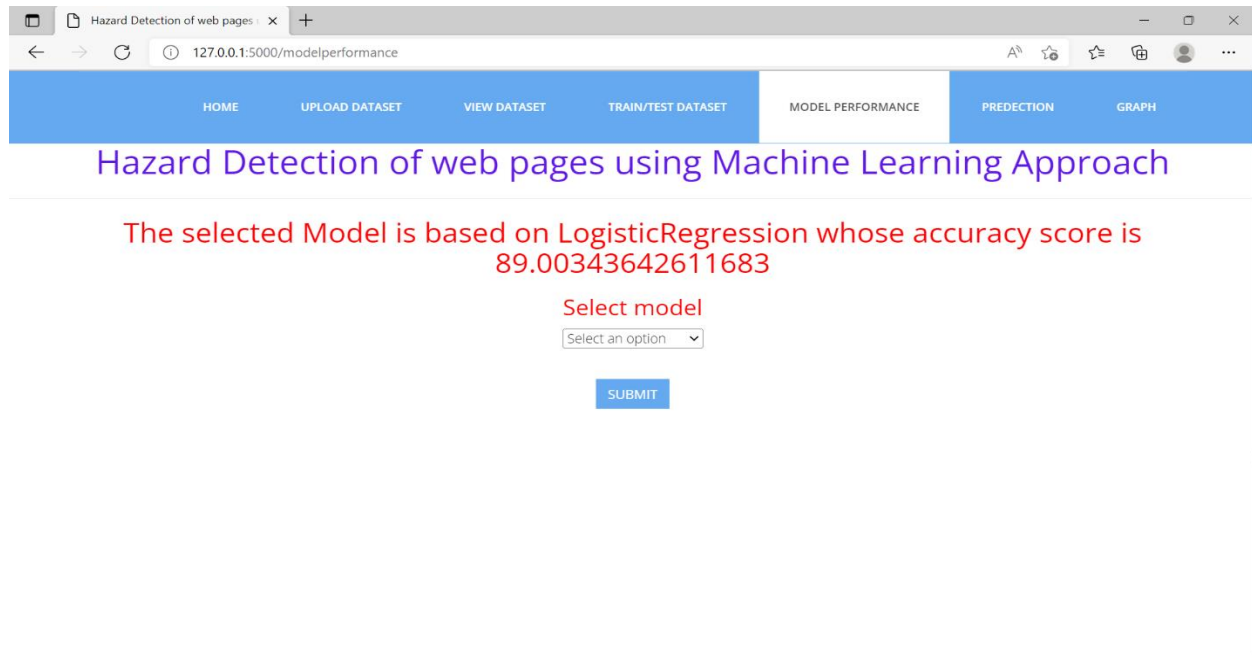 Hazard Detection of web pages
127.0.0.1:5000/modelperformance
HOME UPLOAD DATASET VIEW DATASET TRAIN/TEST DATASET MODEL PERFORMANCE PREDECTION GRAPH
Hazard Detection of web pages using Machine Learning Approach
The selected Model is based on LogisticRegression whose accuracy score is
89.00343642611683
Select model
Select an option
SUBMIT